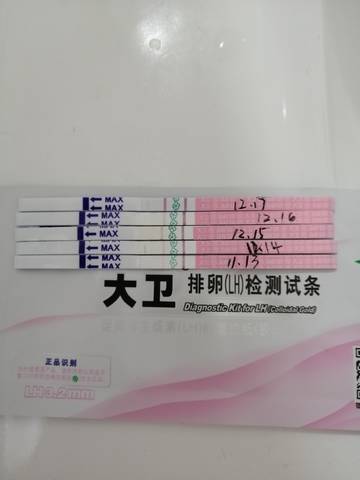 MAX 12.17
MAX 12.16
MAX 12.15
MAX 14
MAX 11.13
大卫 排卵(LH)检测试条
Diagnostic Kit for LH (Colloidal Gold)
正品识别
LH3.2mm